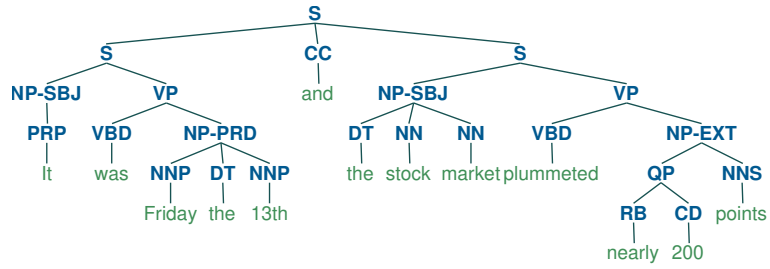 S
S CC S
NP-SBJ VP and NP-SBJ VP
PRP VBD NP-PRD DT NN NN VBD NP-EXT
It was NNP DT NNP the stock market plummeted QP NNS
Friday the 13th RB CD points
nearly 200